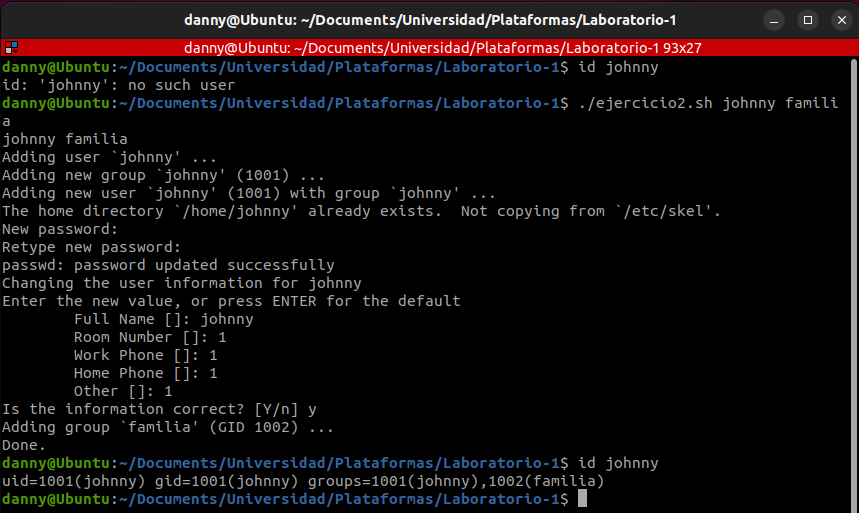 danny@Ubuntu: ~/Documents/Universidad/Plataformas/Laboratorio-1
danny@Ubuntu: ~/Documents/Universidad/Plataformas/Laboratorio-1 93x27
danny@Ubuntu:~/Documents/Universidad/Plataformas/Laboratorio-1$ id johnny
id: 'johnny': no such user
danny@Ubuntu:~/Documents/Universidad/Plataformas/Laboratorio-1$ ./ejercicio2.sh johnny famili
a
johnny familia
Adding user `johnny' ...
Adding new group `johnny' (1001) ...
Adding new user `johnny' (1001) with group `johnny' ...
The home directory `/home/johnny' already exists.  Not copying from `/etc/skel'.
New password:
Retype new password:
passwd: password updated successfully
Changing the user information for johnny
Enter the new value, or press ENTER for the default
        Full Name []: johnny
        Room Number []: 1
        Work Phone []: 1
        Home Phone []: 1
        Other []: 1
Is the information correct? [Y/n] y
Adding group `familia' (GID 1002) ...
Done.
danny@Ubuntu:~/Documents/Universidad/Plataformas/Laboratorio-1$ id johnny
uid=1001(johnny) gid=1001(johnny) groups=1001(johnny),1002(familia)
danny@Ubuntu:~/Documents/Universidad/Plataformas/Laboratorio-1$